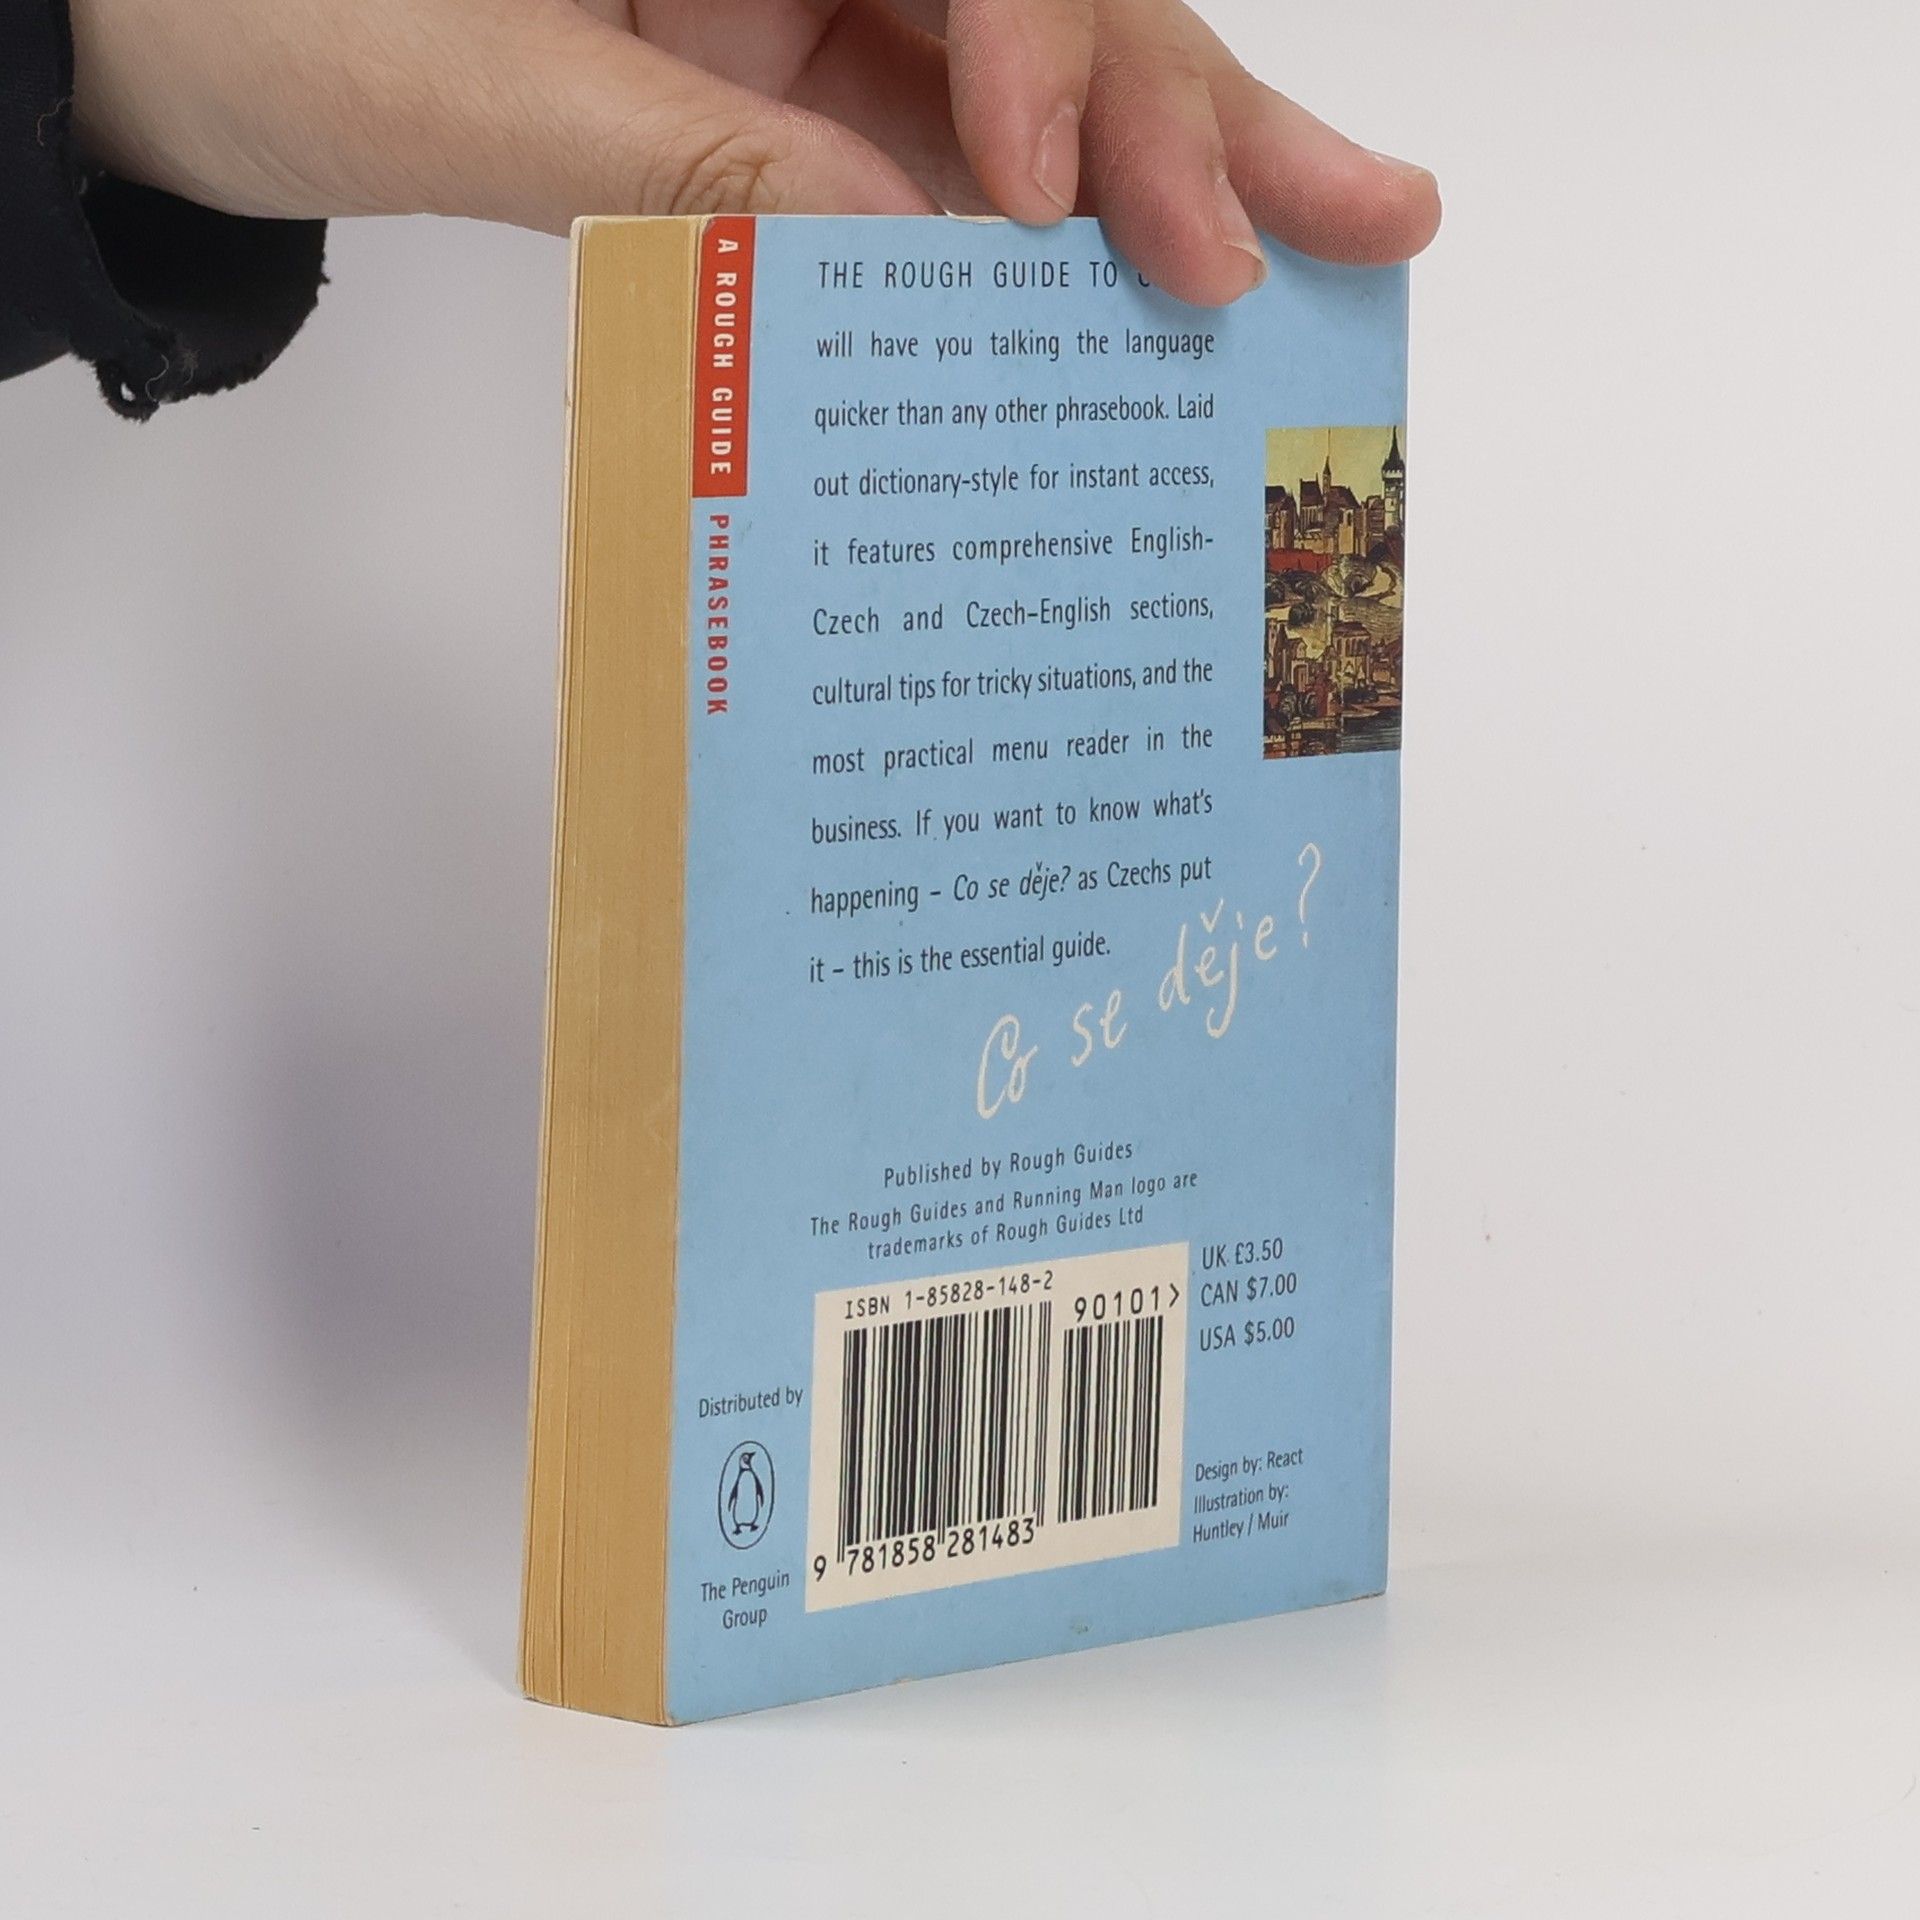 A ROUGH GUIDE PHRASEBOOK
THE ROUGH GUIDE TO
will have you talking the language
quicker than any other phrasebook. Laid
out dictionary-style for instant access,
it features comprehensive English-
Czech and Czech–English sections,
cultural tips for tricky situations, and the
most practical menu reader in the
business. If you want to know what's
happening – Co se děje? as Czechs put
it – this is the essential guide.
Co se děje?
Published by Rough Guides
The Rough Guides and Running Man logo are
trademarks of Rough Guides Ltd
ISBN 1-85828-148-2
90101>
9 781858 281483
UK £3.50
CAN $7.00
USA $5.00
Distributed by
The Penguin
Group
Design by: React
Illustration by:
Huntley / Muir